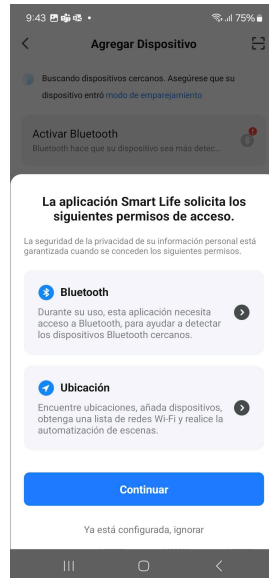 9:43
75%
Agregar Dispositivo
Buscando dispositivos cercanos. Asegúrese que su
dispositivo entró modo de emparejamiento
Activar Bluetooth
Bluetooth hace que su dispositivo sea más detec...
La aplicación Smart Life solicita los
siguientes permisos de acceso.
La seguridad de la privacidad de su información personal está
garantizada cuando se conceden los siguientes permisos.
Bluetooth
Durante su uso, esta aplicación necesita
acceso a Bluetooth, para ayudar a detectar
los dispositivos Bluetooth cercanos.
Ubicación
Encuentre ubicaciones, añada dispositivos,
obtenga una lista de redes Wi-Fi y realice la
automatización de escenas.
Continuar
Ya está configurada, ignorar